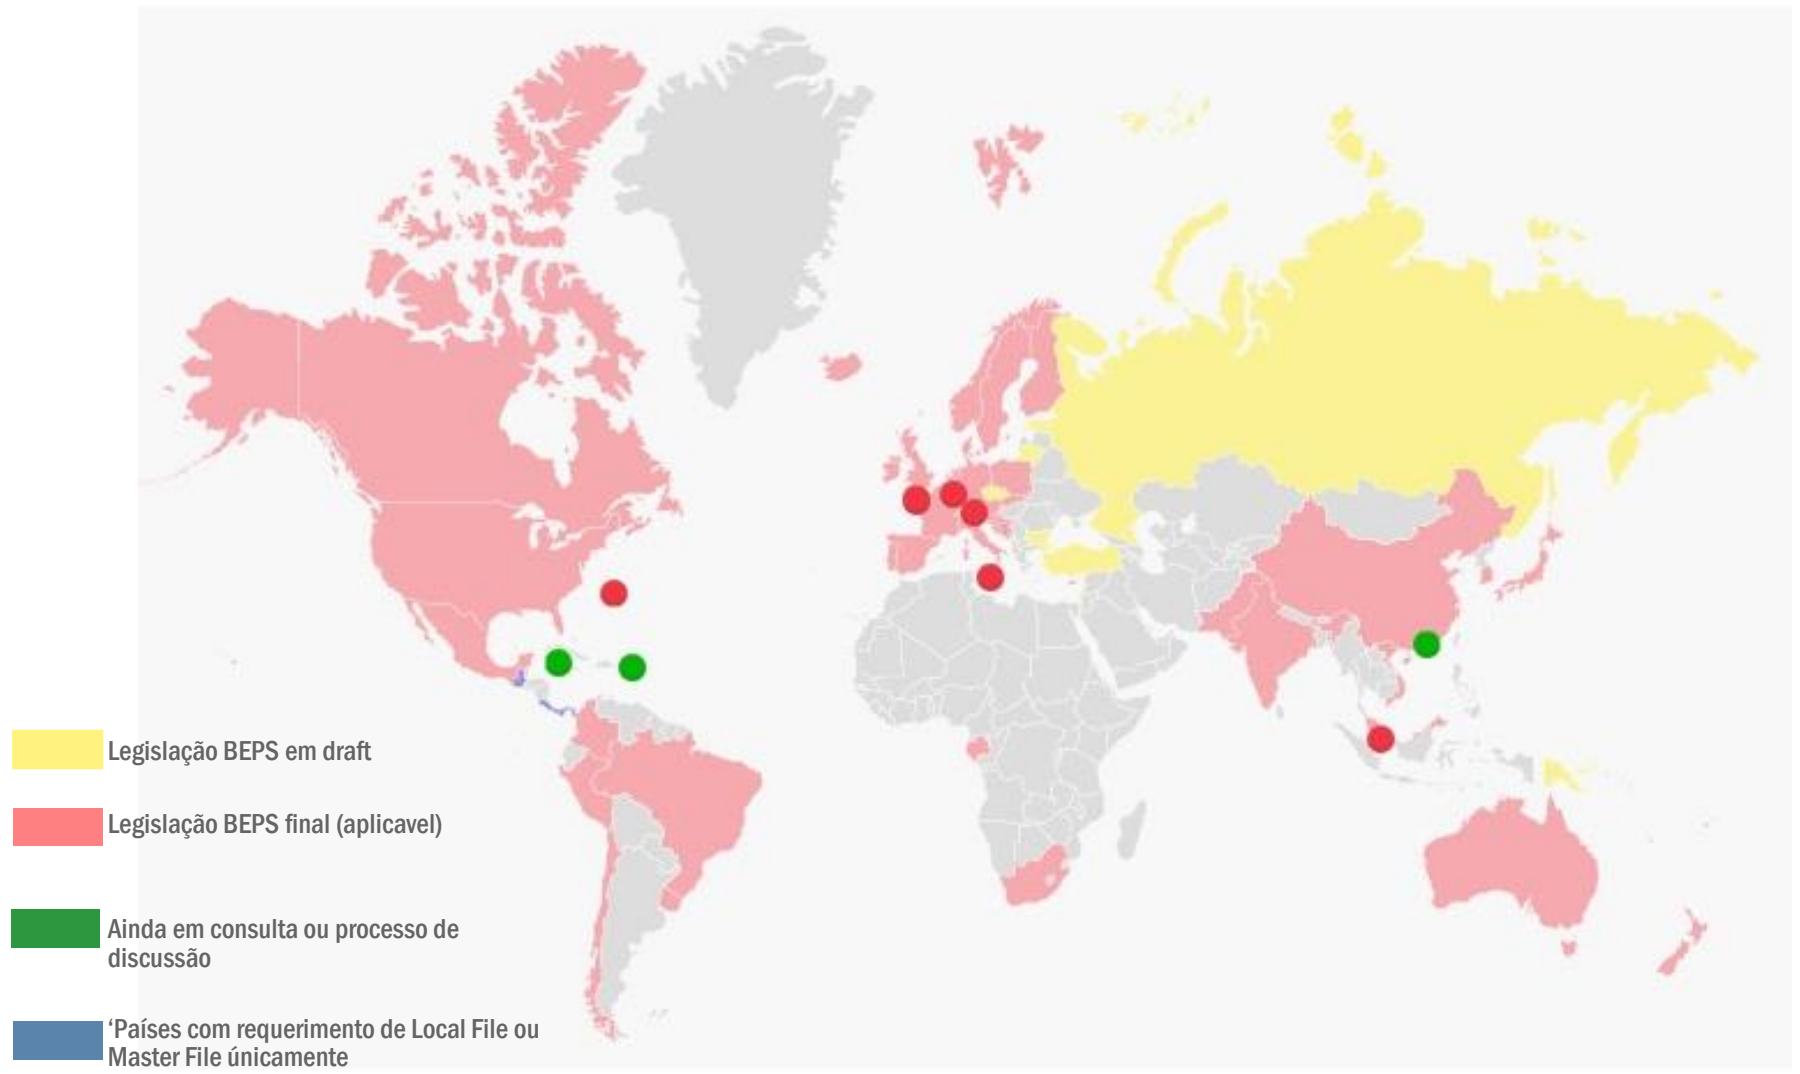 Legislação BEPS em draft
Legislação BEPS final (aplicavel)
Ainda em consulta ou processo de
discussão
‘Países com requerimento de Local File ou
Master File únicamente